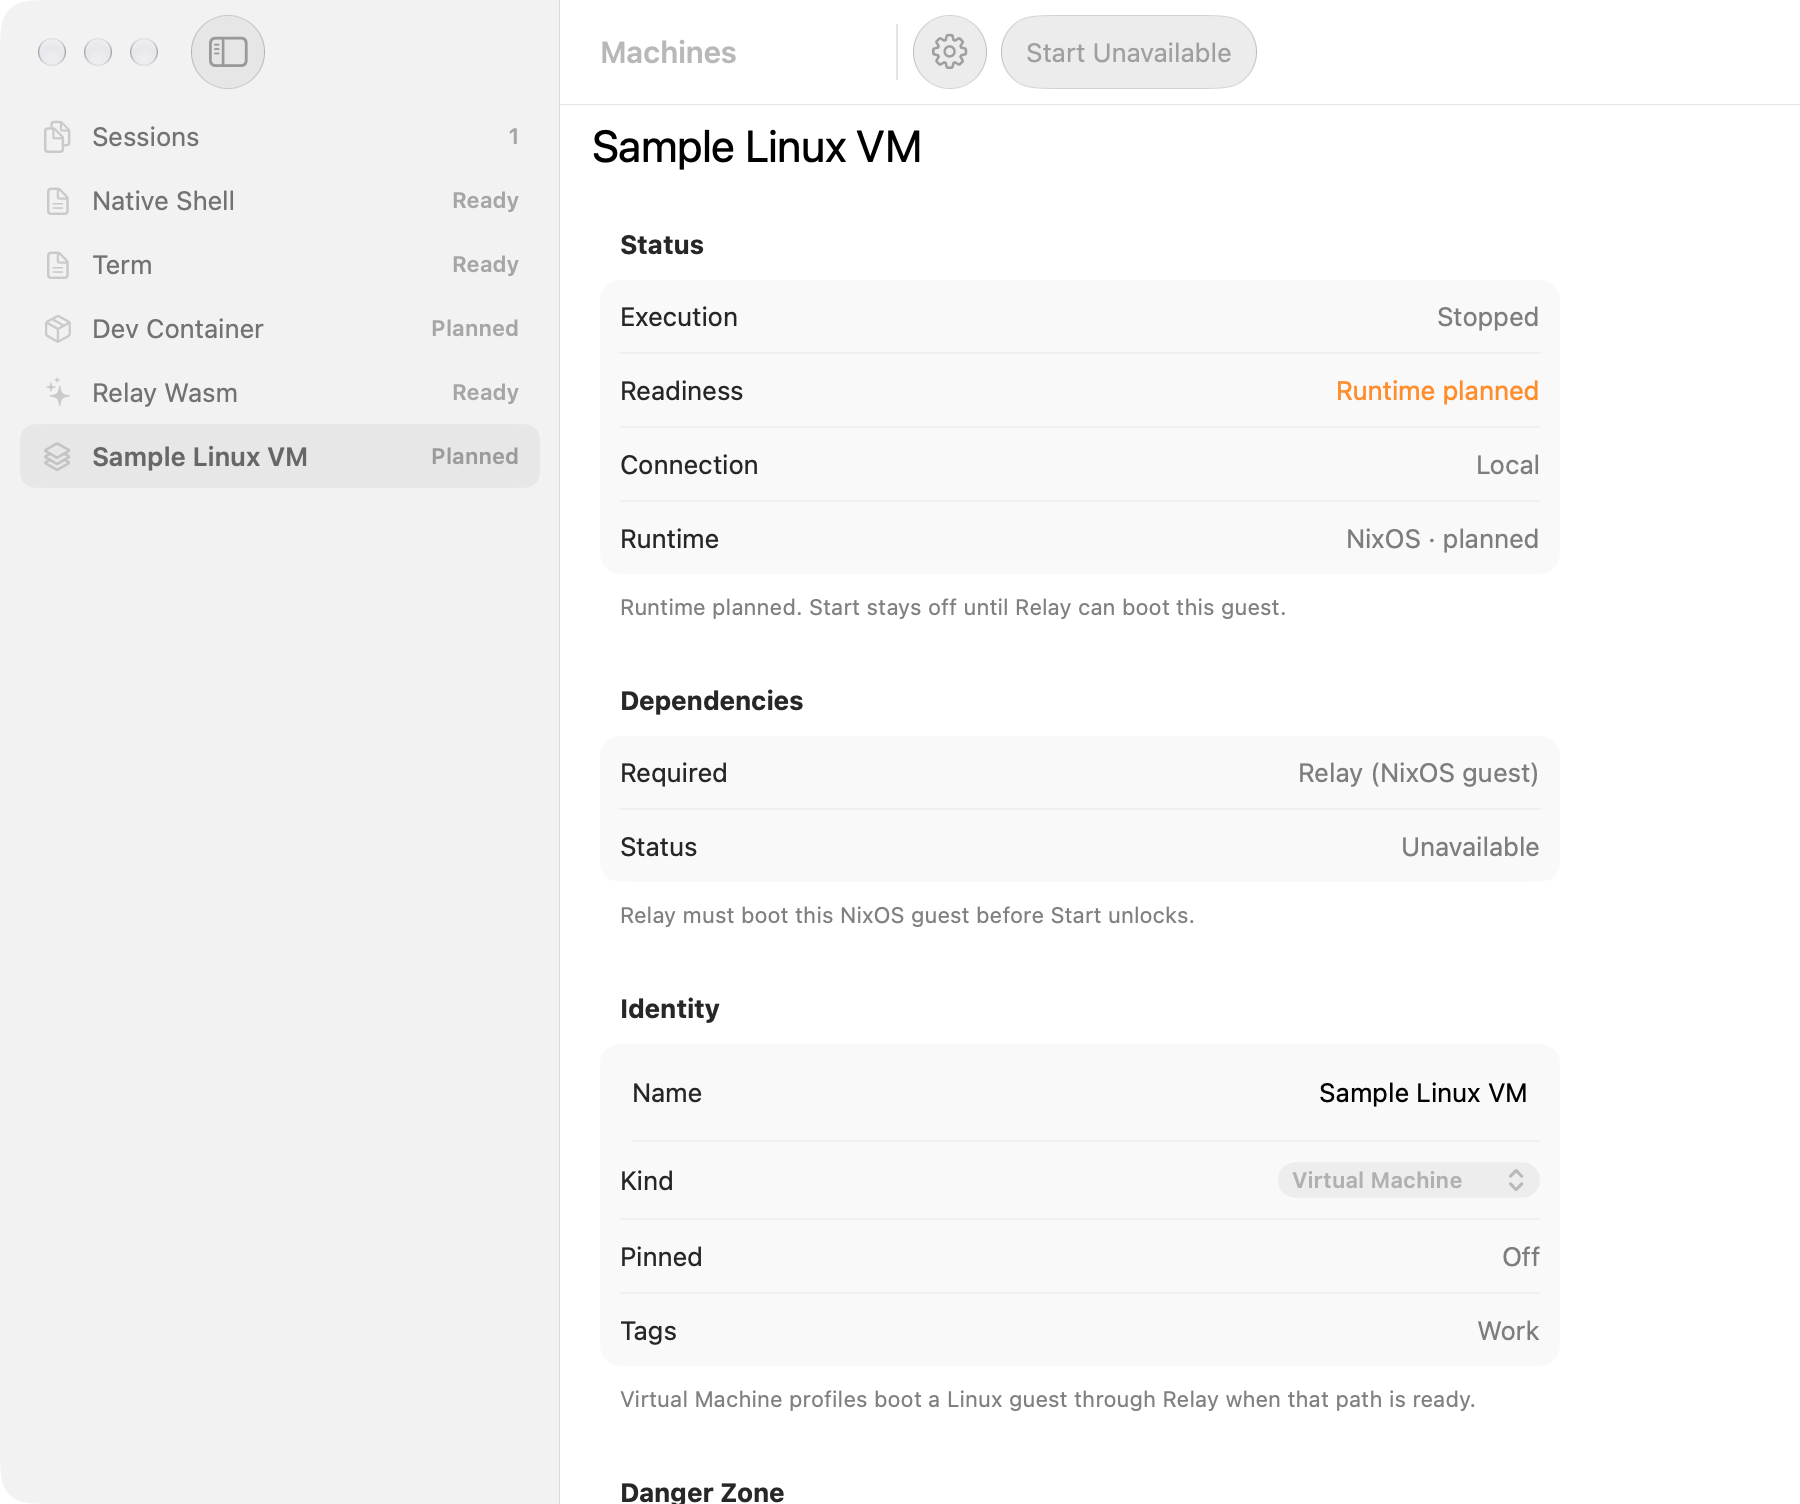 Machines
Start Unavailable
Sessions 1
Native Shell Ready
Term Ready
Dev Container Planned
Relay Wasm Ready
Sample Linux VM Planned
Sample Linux VM
Status
Execution Stopped
Readiness Runtime planned
Connection Local
Runtime NixOS · planned
Runtime planned. Start stays off until Relay can boot this guest.
Dependencies
Required Relay (NixOS guest)
Status Unavailable
Relay must boot this NixOS guest before Start unlocks.
Identity
Name Sample Linux VM
Kind Virtual Machine
Pinned Off
Tags Work
Virtual Machine profiles boot a Linux guest through Relay when that path is ready.
Danger Zone